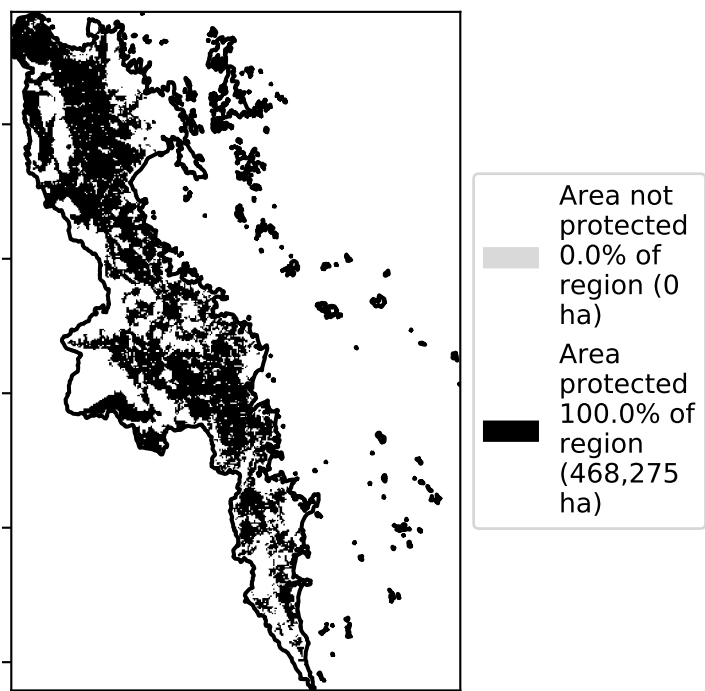 Area not
protected
0.0% of
region (0
ha)
Area
protected
100.0% of
region
(468,275
ha)